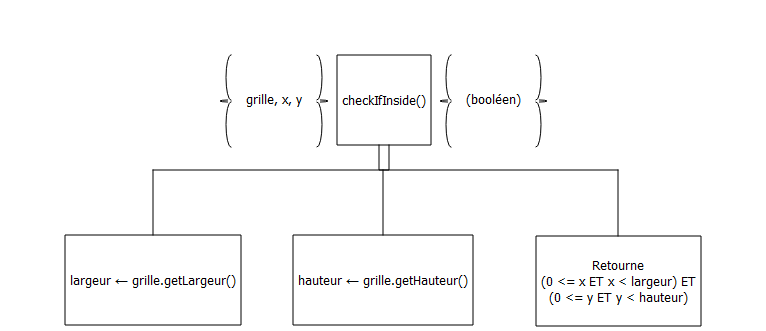 grille, x, y
checkIfInside()
(booléen)
largeur ← grille.getLargeur()
hauteur ← grille.getHauteur()
Retourne
(0 <= x ET x < largeur) ET
(0 <= y ET y < hauteur)